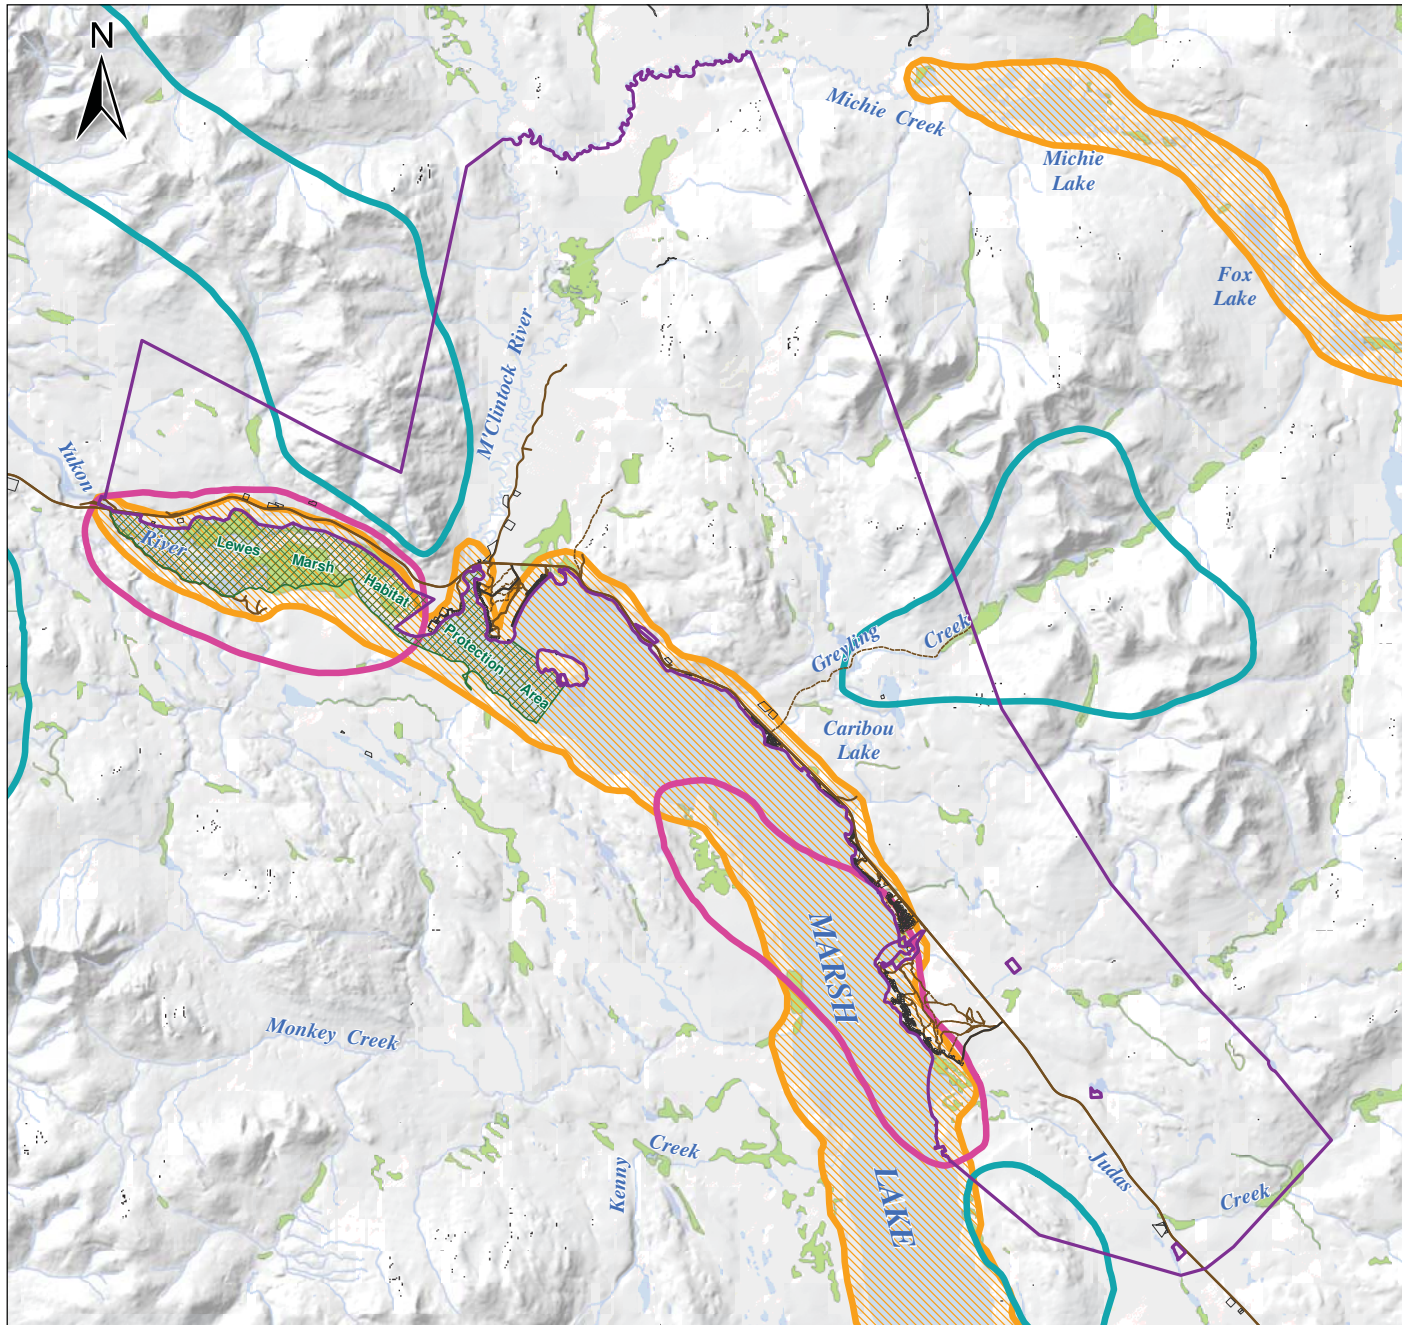 N
Michie Creek
Michie
Lake
Fox
Lake
M'Clintock River
Yukon
River
Lewes
Marsh
Habitat
Protection
Area
Greyling
Creek
Caribou
Lake
MARSH
LAKE
Monkey Creek
Kenny
Creek
Judas
Creek